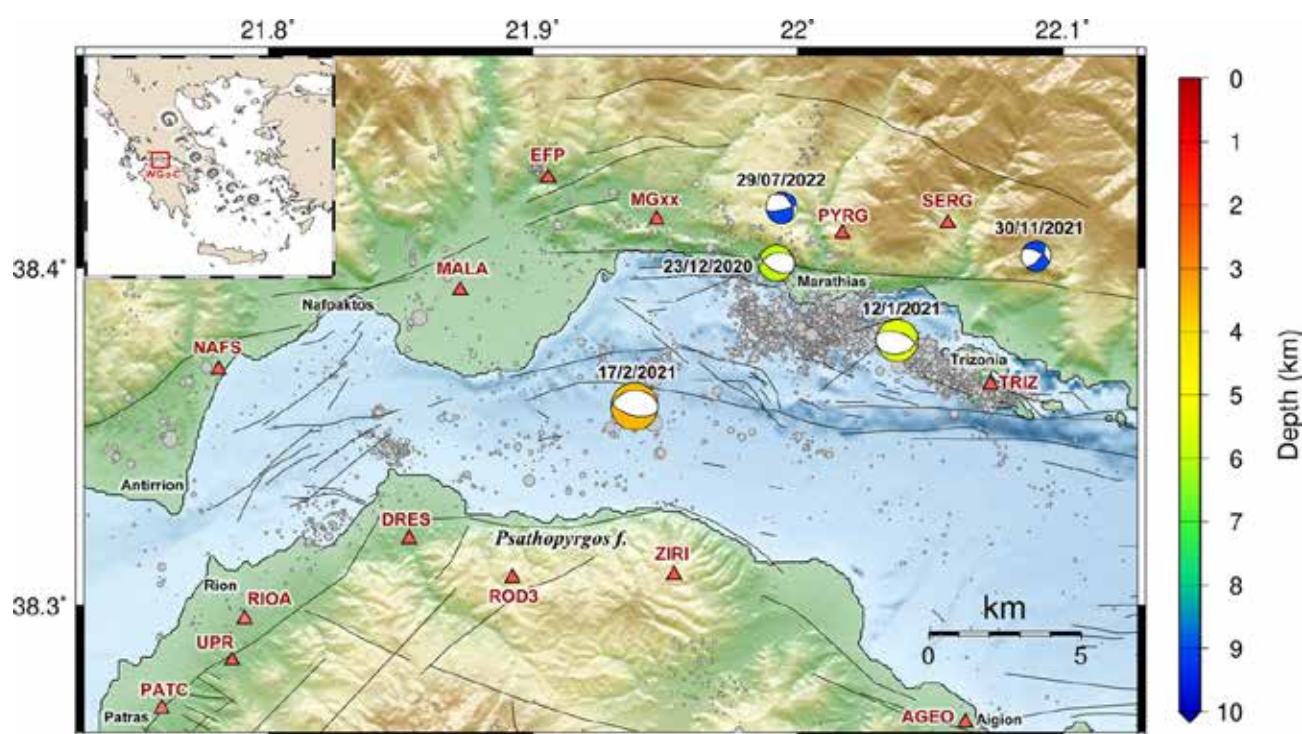 21.8˚ 21.9˚ 22˚ 22.1˚
0
1
2
3
4
5
6
7
8
9
10
Depth (km)
38.4˚
38.3˚
WGoC
EFP
29/07/2022
MGxx
PYRG
SERG
30/11/2021
23/12/2020
MALA
Marathias
12/1/2021
Nafpaktos
NAFS
Trizonia
TRIZ
17/2/2021
Antirrion
DRES
Psathopyrgos f.
ZIRI
ROD3
Rion
RIOA
km
0 5
UPR
PATC
Patras
AGEO
Aigion